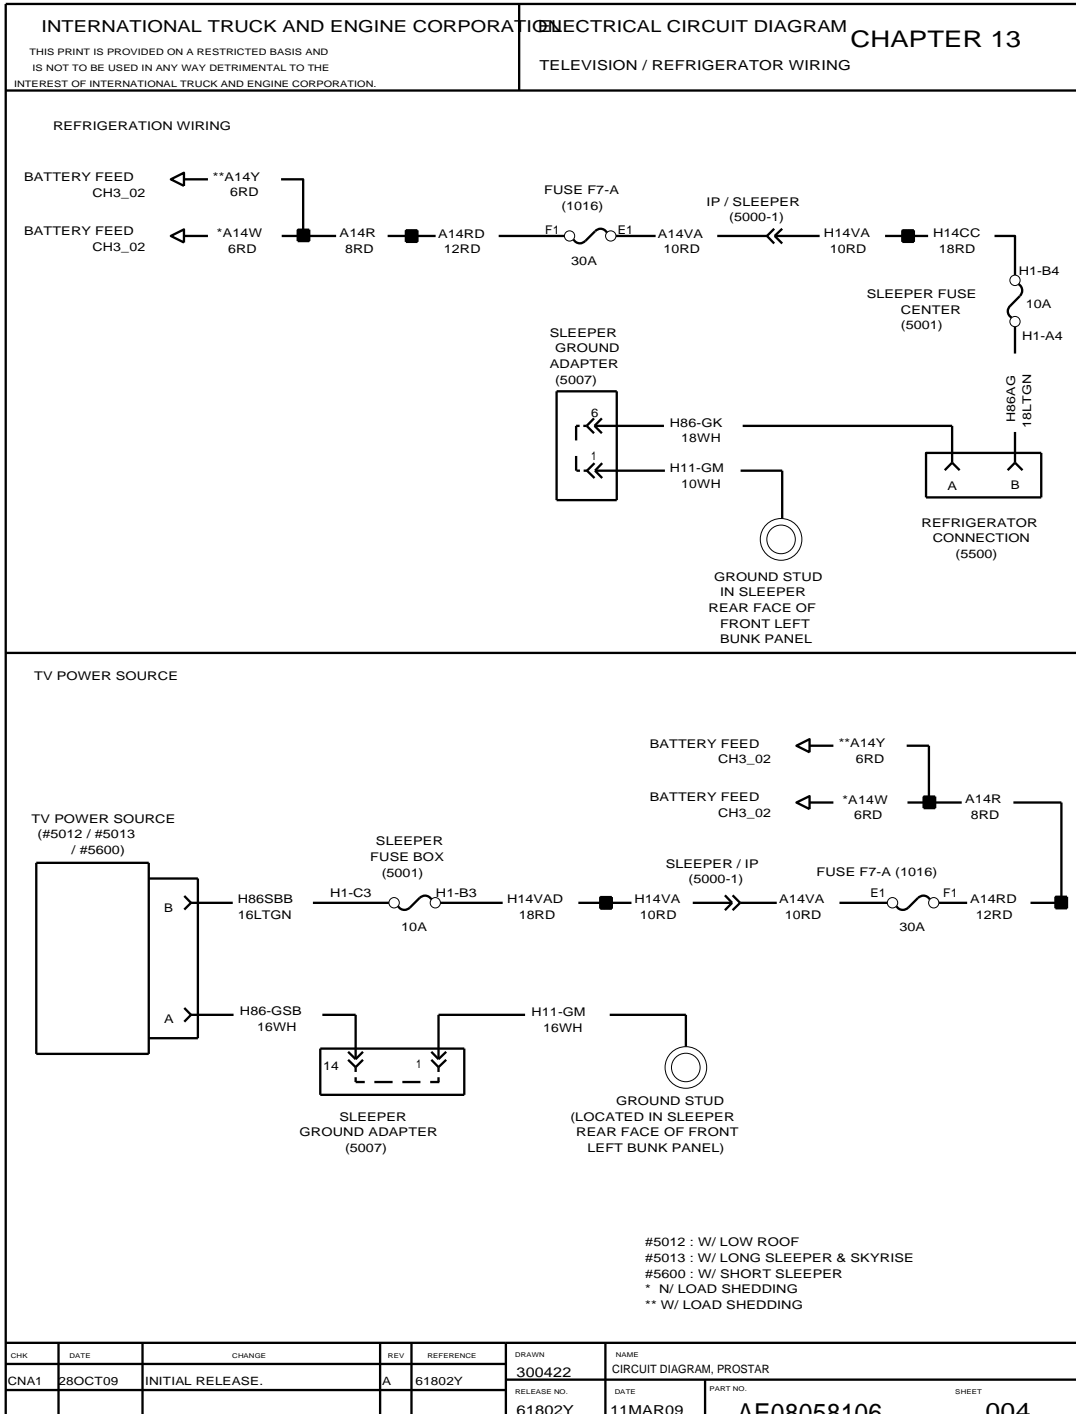 INTERNATIONAL TRUCK AND ENGINE CORPORATION
THIS PRINT IS PROVIDED ON A RESTRICTED BASIS AND
IS NOT TO BE USED IN ANY WAY DETRIMENTAL TO THE
INTEREST OF INTERNATIONAL TRUCK AND ENGINE CORPORATION.
ELECTRICAL CIRCUIT DIAGRAM
CHAPTER 13
TELEVISION / REFRIGERATOR WIRING
REFRIGERATION WIRING
BATTERY FEED
CH3_02
**A14Y
6RD
BATTERY FEED
CH3_02
*A14W
6RD
A14R
8RD
A14RD
12RD
FUSE F7-A
(1016)
F1
E1
30A
A14VA
10RD
IP / SLEEPER
(5000-1)
H14VA
10RD
H14CC
18RD
H1-B4
10A
H1-A4
SLEEPER FUSE
CENTER
(5001)
H86AG
18LTGN
SLEEPER
GROUND
ADAPTER
(5007)
6
1
H86-GK
18WH
H11-GM
10WH
A
B
REFRIGERATOR
CONNECTION
(5500)
GROUND STUD
IN SLEEPER
REAR FACE OF
FRONT LEFT
BUNK PANEL
TV POWER SOURCE
BATTERY FEED
CH3_02
**A14Y
6RD
BATTERY FEED
CH3_02
*A14W
6RD
A14R
8RD
TV POWER SOURCE
(#5012 / #5013
/ #5600)
B
H86SBB
16LTGN
SLEEPER
FUSE BOX
(5001)
H1-C3
H1-B3
10A
H14VAD
18RD
H14VA
10RD
SLEEPER / IP
(5000-1)
A14VA
10RD
FUSE F7-A (1016)
E1
F1
30A
A14RD
12RD
A
H86-GSB
16WH
14
1
SLEEPER
GROUND ADAPTER
(5007)
H11-GM
16WH
GROUND STUD
(LOCATED IN SLEEPER
REAR FACE OF FRONT
LEFT BUNK PANEL)
#5012 : W/ LOW ROOF
#5013 : W/ LONG SLEEPER & SKYRISE
#5600 : W/ SHORT SLEEPER
* N/ LOAD SHEDDING
** W/ LOAD SHEDDING
CHK
DATE
CHANGE
REV
REFERENCE
CNA1
28OCT09
INITIAL RELEASE.
A
61802Y
DRAWN
300422
NAME
CIRCUIT DIAGRAM, PROSTAR
RELEASE NO.
61802Y
DATE
11MAR09
PART NO.
AE08058106
SHEET
004